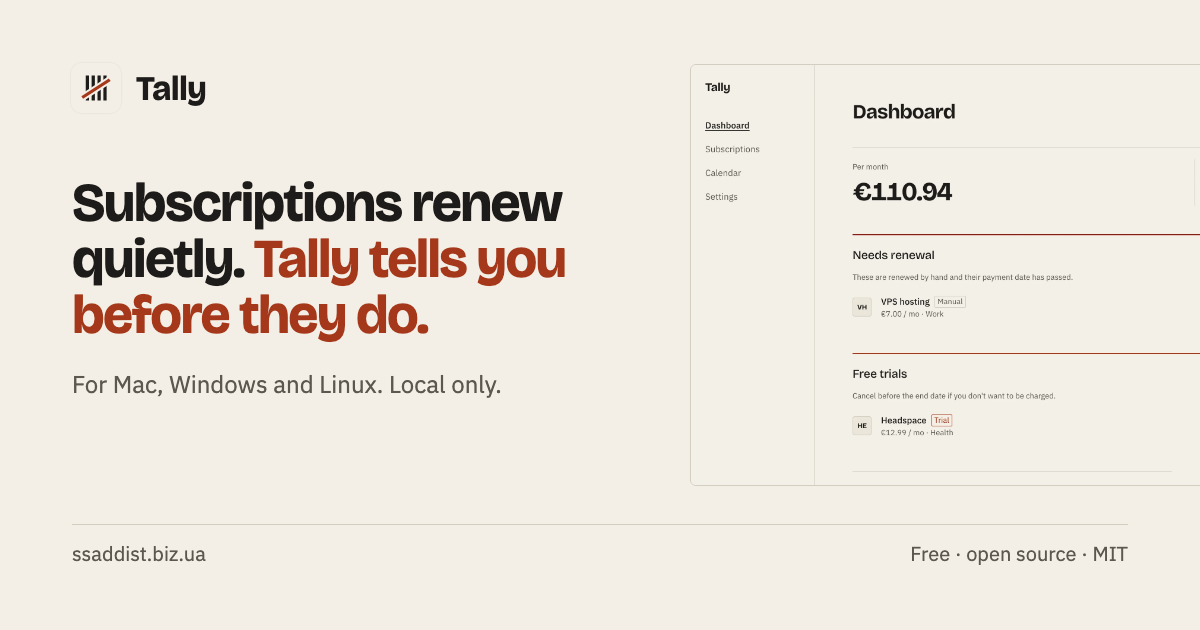 Tally
Subscriptions renew
quietly. Tally tells you
before they do.
For Mac, Windows and Linux. Local only.
Tally
Dashboard
Subscriptions
Calendar
Settings
Dashboard
Per month
€110.94
Needs renewal
These are renewed by hand and their payment date has passed.
VH
VPS hosting Manual
€7.00 / mo · Work
Free trials
Cancel before the end date if you don't want to be charged.
HE
Headspace Trial
€12.99 / mo · Health
ssaddist.biz.ua
Free · open source · MIT